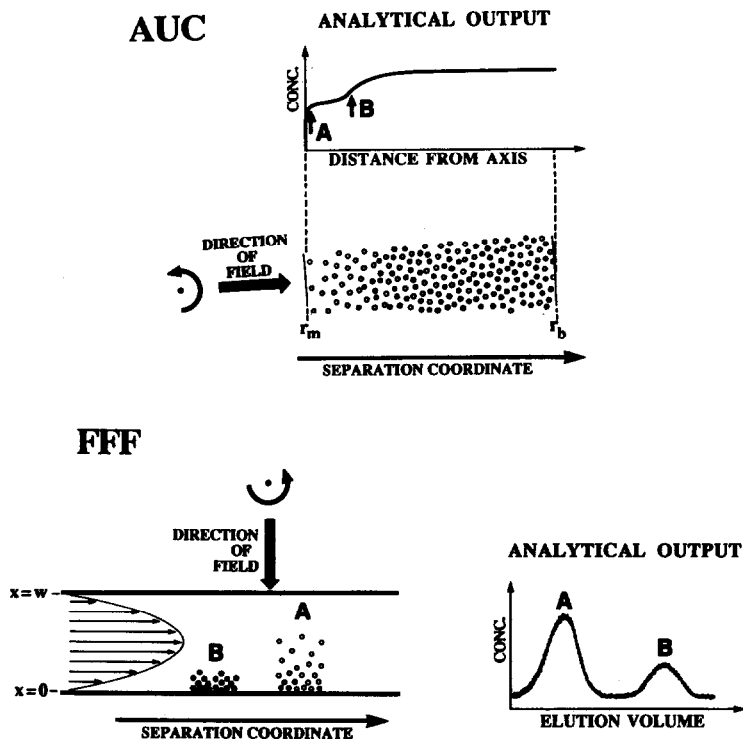 AUC
ANALYTICAL OUTPUT
CONC.
A
B
DISTANCE FROM AXIS
DIRECTION
OF
FIELD
r_m
r_b
SEPARATION COORDINATE
FFF
DIRECTION
OF
FIELD
x=w
B
A
x=0
SEPARATION COORDINATE
ANALYTICAL OUTPUT
CONC.
A
B
ELUTION VOLUME